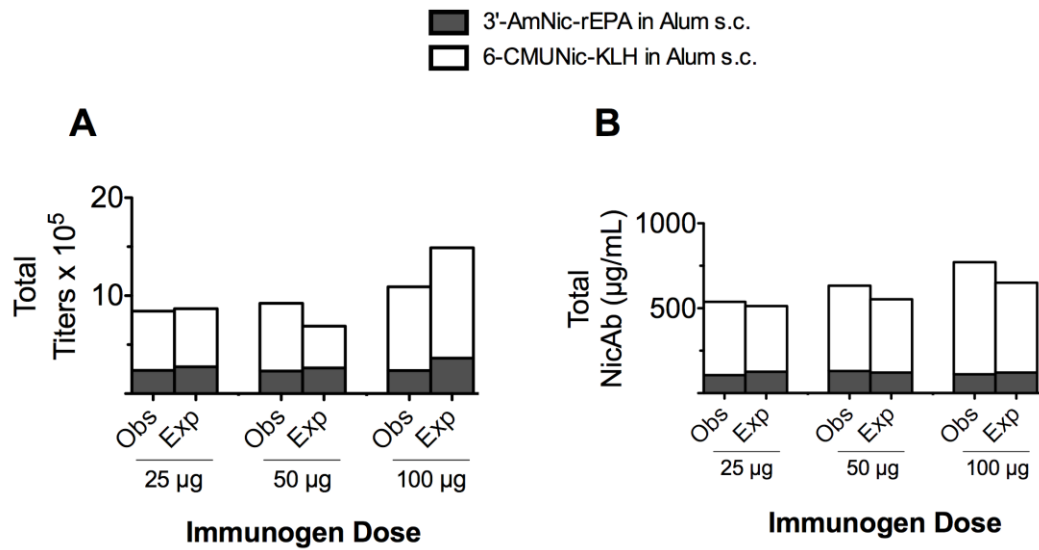 3'-AmNic-rEPA in Alum s.c.
6-CMUNic-KLH in Alum s.c.
A
B
Total
Titers x 10⁵
20
10
Obs Exp Obs Exp Obs Exp
25 µg 50 µg 100 µg
Immunogen Dose
Total
NicAb (µg/mL)
1000
500
Obs Exp Obs Exp Obs Exp
25 µg 50 µg 100 µg
Immunogen Dose